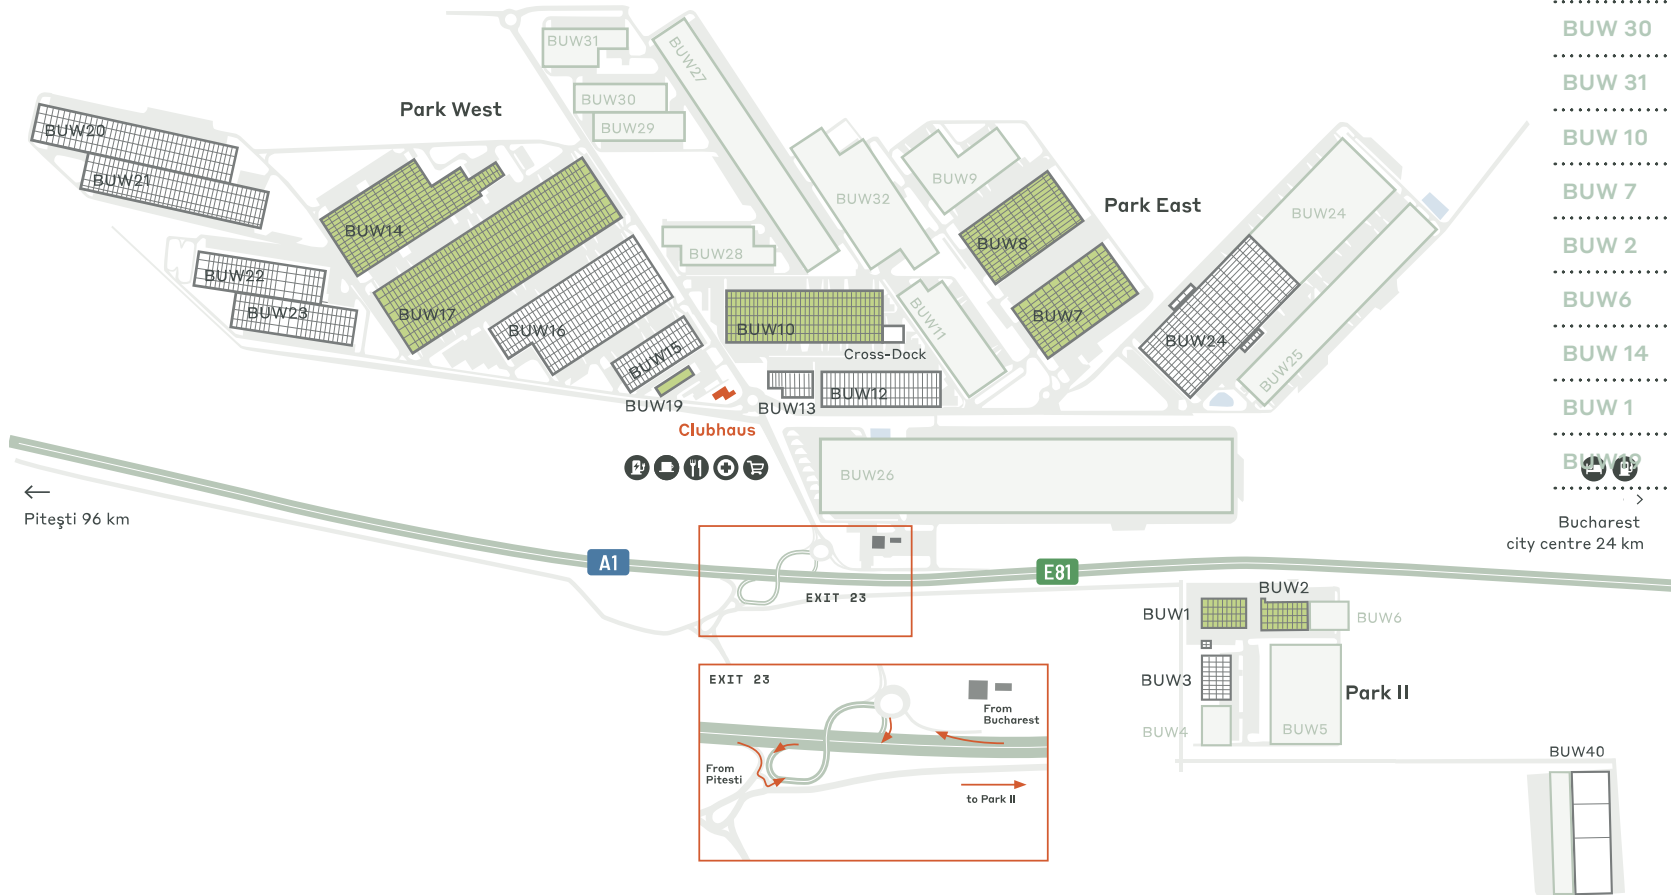 BUW 30
BUW31
BUW27
BUW 31
Park West
BUW30
BUW29
BUW20
BUW 10
BUW21
BUW9
BUW 7
BUW32
Park East
BUW24
BUW14
BUW8
BUW 2
BUW28
BUW22
BUW6
BUW23
BUW17
BUW16
BUW10
BUW11
BUW7
BUW24
Cross-Dock
BUW15
BUW 14
BUW25
BUW19
BUW13
BUW12
BUW 1
Clubhaus
BUW26
BUW19
Pitești 96 km
Bucharest
city centre 24 km
A1
E81
EXIT 23
BUW1
BUW2
BUW6
BUW3
Park II
BUW4
BUW5
EXIT 23
From
Bucharest
From
Pitesti
to Park II
BUW40